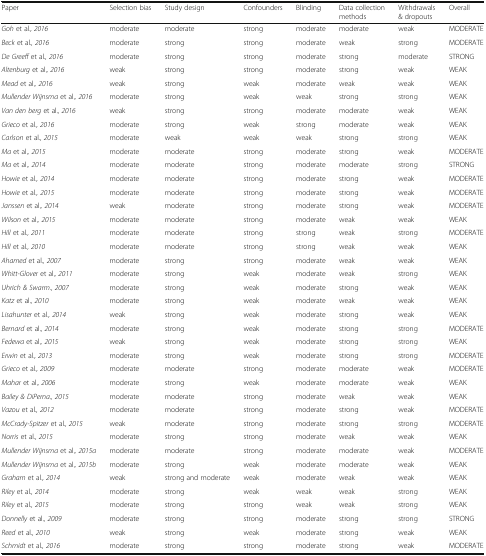 Paper Selection bias Study design Confounders Blinding Data collection methods Withdrawals & dropouts Overall
Goh et al., 2016 moderate moderate strong moderate moderate weak MODERATE
Beck et al., 2016 moderate strong strong moderate weak strong MODERATE
De Greeff et al., 2016 moderate strong strong moderate strong moderate STRONG
Altenburg et al., 2016 weak strong strong moderate strong weak WEAK
Mead et al., 2016 weak strong weak moderate weak weak WEAK
Mullender Wijnsma et al., 2016 moderate strong weak weak strong strong WEAK
Van den berg et al., 2016 weak strong strong moderate moderate weak WEAK
Grieco et al., 2016 moderate strong weak strong moderate weak WEAK
Carlson et al., 2015 moderate weak weak weak strong strong WEAK
Ma et al., 2015 moderate moderate strong moderate strong weak MODERATE
Ma et al., 2014 moderate moderate strong moderate moderate strong STRONG
Howie et al., 2014 moderate moderate strong moderate strong weak MODERATE
Howie et al., 2015 moderate moderate strong moderate strong weak MODERATE
Janssen et al., 2014 weak moderate strong moderate strong weak MODERATE
Wilson et al., 2015 moderate moderate strong moderate weak weak WEAK
Hill et al., 2011 moderate moderate strong strong weak strong MODERATE
Hill et al., 2010 moderate moderate strong strong weak weak WEAK
Ahamed et al., 2007 moderate strong strong moderate weak weak WEAK
Whitt-Glover et al., 2011 moderate strong weak moderate weak strong WEAK
Uhrich & Swarm., 2007 moderate strong weak moderate strong weak WEAK
Katz et al., 2010 moderate strong weak moderate weak weak WEAK
Lisahunter et al., 2014 weak strong weak moderate strong weak WEAK
Bernard et al., 2014 moderate strong weak moderate strong strong MODERATE
Fedewa et al., 2015 weak strong weak moderate strong strong WEAK
Erwin et al., 2013 moderate strong weak moderate strong strong MODERATE
Grieco et al., 2009 moderate moderate strong moderate moderate weak MODERATE
Mahar et al., 2006 moderate strong weak moderate moderate weak WEAK
Bailey & DiPerna., 2015 moderate moderate strong moderate weak weak WEAK
Vazou et al., 2012 moderate moderate strong moderate strong weak MODERATE
McCrady-Spitzer et al., 2015 weak moderate strong moderate strong strong MODERATE
Norris et al., 2015 moderate strong strong moderate weak weak WEAK
Mullender Wijnsma et al., 2015a moderate moderate strong moderate moderate weak MODERATE
Mullender Wijnsma et al., 2015b moderate strong weak moderate moderate weak WEAK
Graham et al., 2014 weak strong and moderate weak moderate weak weak WEAK
Riley et al., 2014 moderate strong weak weak weak strong WEAK
Riley et al., 2015 moderate strong strong weak weak strong WEAK
Donnelly et al., 2009 moderate strong strong moderate strong strong STRONG
Reed et al., 2010 weak strong weak moderate strong weak WEAK
Schmidt et al., 2016 moderate strong strong moderate strong weak MODERATE